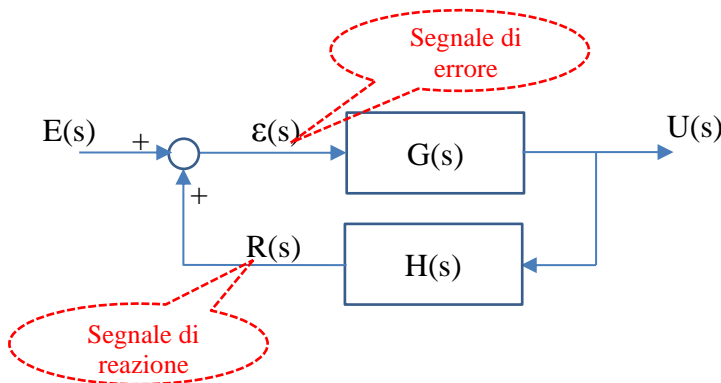 Segnale di
errore
E(s)
+
ε(s)
G(s)
U(s)
+
R(s)
H(s)
Segnale di
reazione